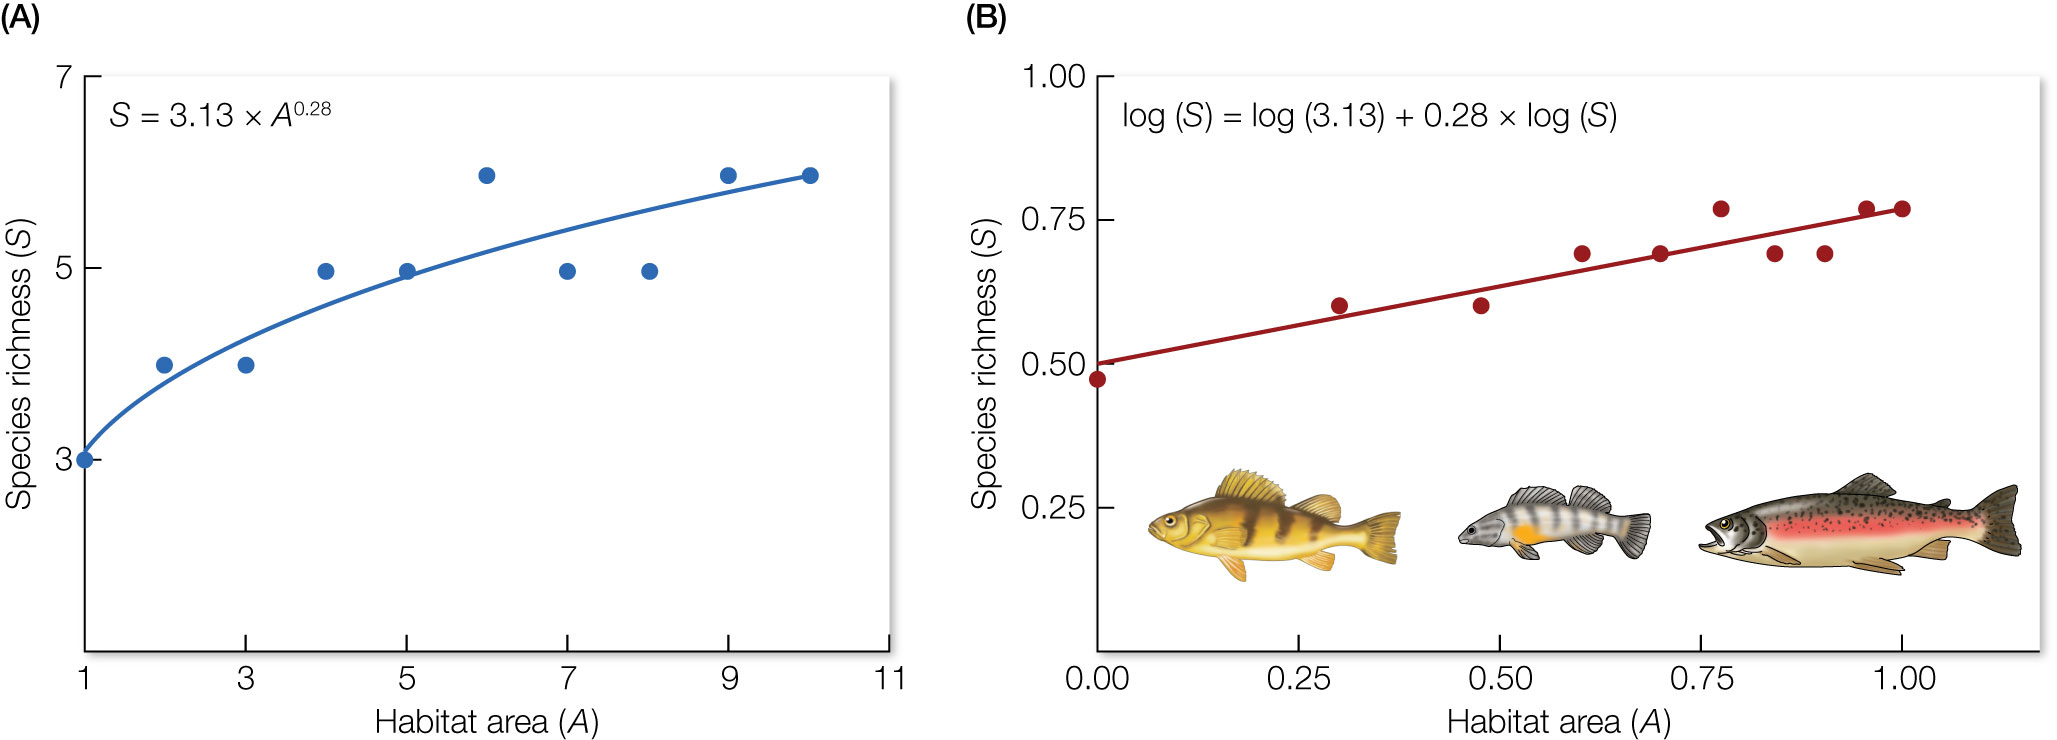 (A)
7
S = 3.13 × A^0.28
5
3
Species richness (S)
1 3 5 7 9 11
Habitat area (A)
(B)
1.00
log (S) = log (3.13) + 0.28 × log (S)
0.75
0.50
0.25
Species richness (S)
0.00 0.25 0.50 0.75 1.00
Habitat area (A)